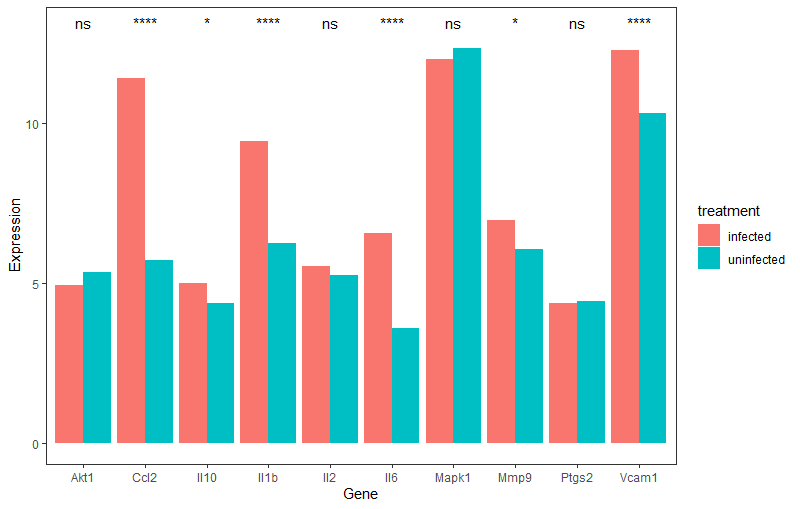 ns **** * **** ns **** ns * ns ****
Expression
10
5
0
Akt1 Ccl2 Il10 Il1b Il2 Il6 Mapk1 Mmp9 Ptgs2 Vcam1
Gene
treatment
infected
uninfected